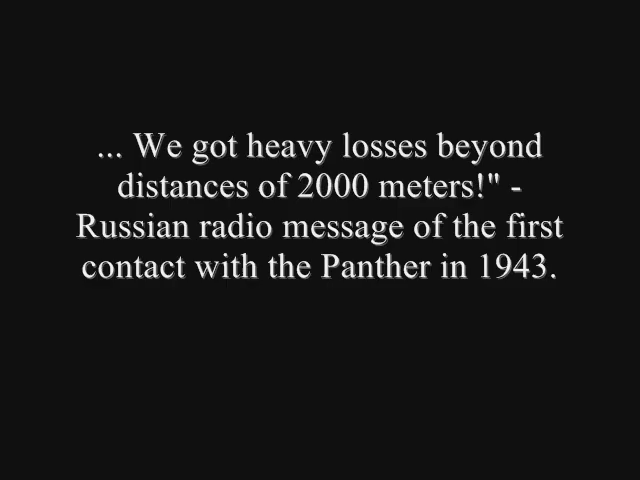 ... We got heavy losses beyond
distances of 2000 meters!" -
Russian radio message of the first
contact with the Panther in 1943.